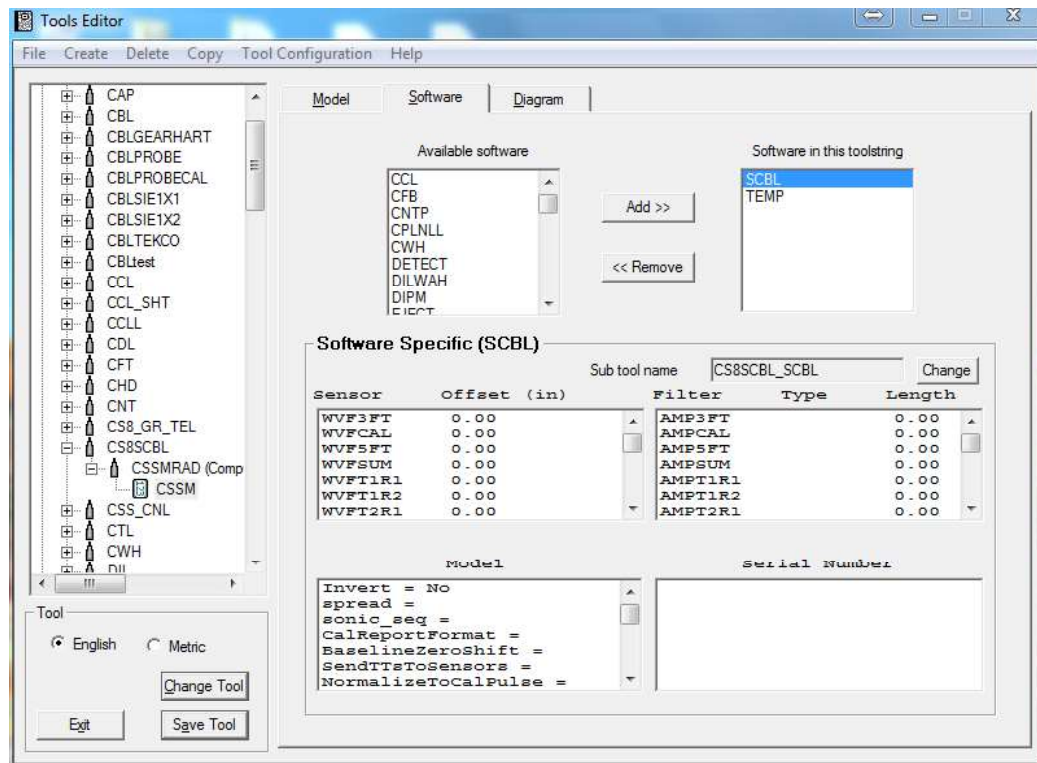 Tools Editor
File Create Delete Copy Tool Configuration Help
CAP
CBL
CBLGEARHART
CBLPROBE
CBLPROBECAL
CBLSIE1X1
CBLSIE1X2
CBLTEKCO
CBLtest
CCL
CCL_SHT
CCLL
CDL
CFT
CHD
CNT
CS8_GR_TEL
CS8SCBL
CSSMRAD (Comp
CSSM
CSS_CNL
CTL
CWH
DIL
Tool
English Metric
Change Tool
Exit Save Tool
Model Software Diagram
Available software
CCL
CFB
CNTP
CPLNLL
CWH
DETECT
DILWAH
DIPM
EJECT
Add >>
<< Remove
Software in this toolstring
SCBL
TEMP
Software Specific (SCBL)
Sub tool name CS8SCBL_SCBL Change
Sensor Offset (in)
WVF3FT 0.00
WVFCAL 0.00
WVF5FT 0.00
WVFSUM 0.00
WVFT1R1 0.00
WVFT1R2 0.00
WVFT2R1 0.00
Filter Type Length
AMP3FT 0.00
AMPCAL 0.00
AMP5FT 0.00
AMPSUM 0.00
AMPT1R1 0.00
AMPT1R2 0.00
AMPT2R1 0.00
Model
Invert = No
spread =
sonic_seq =
CalReportFormat =
BaselineZeroShift =
SendTTsToSensors =
NormalizeToCalPulse =
Serial Number